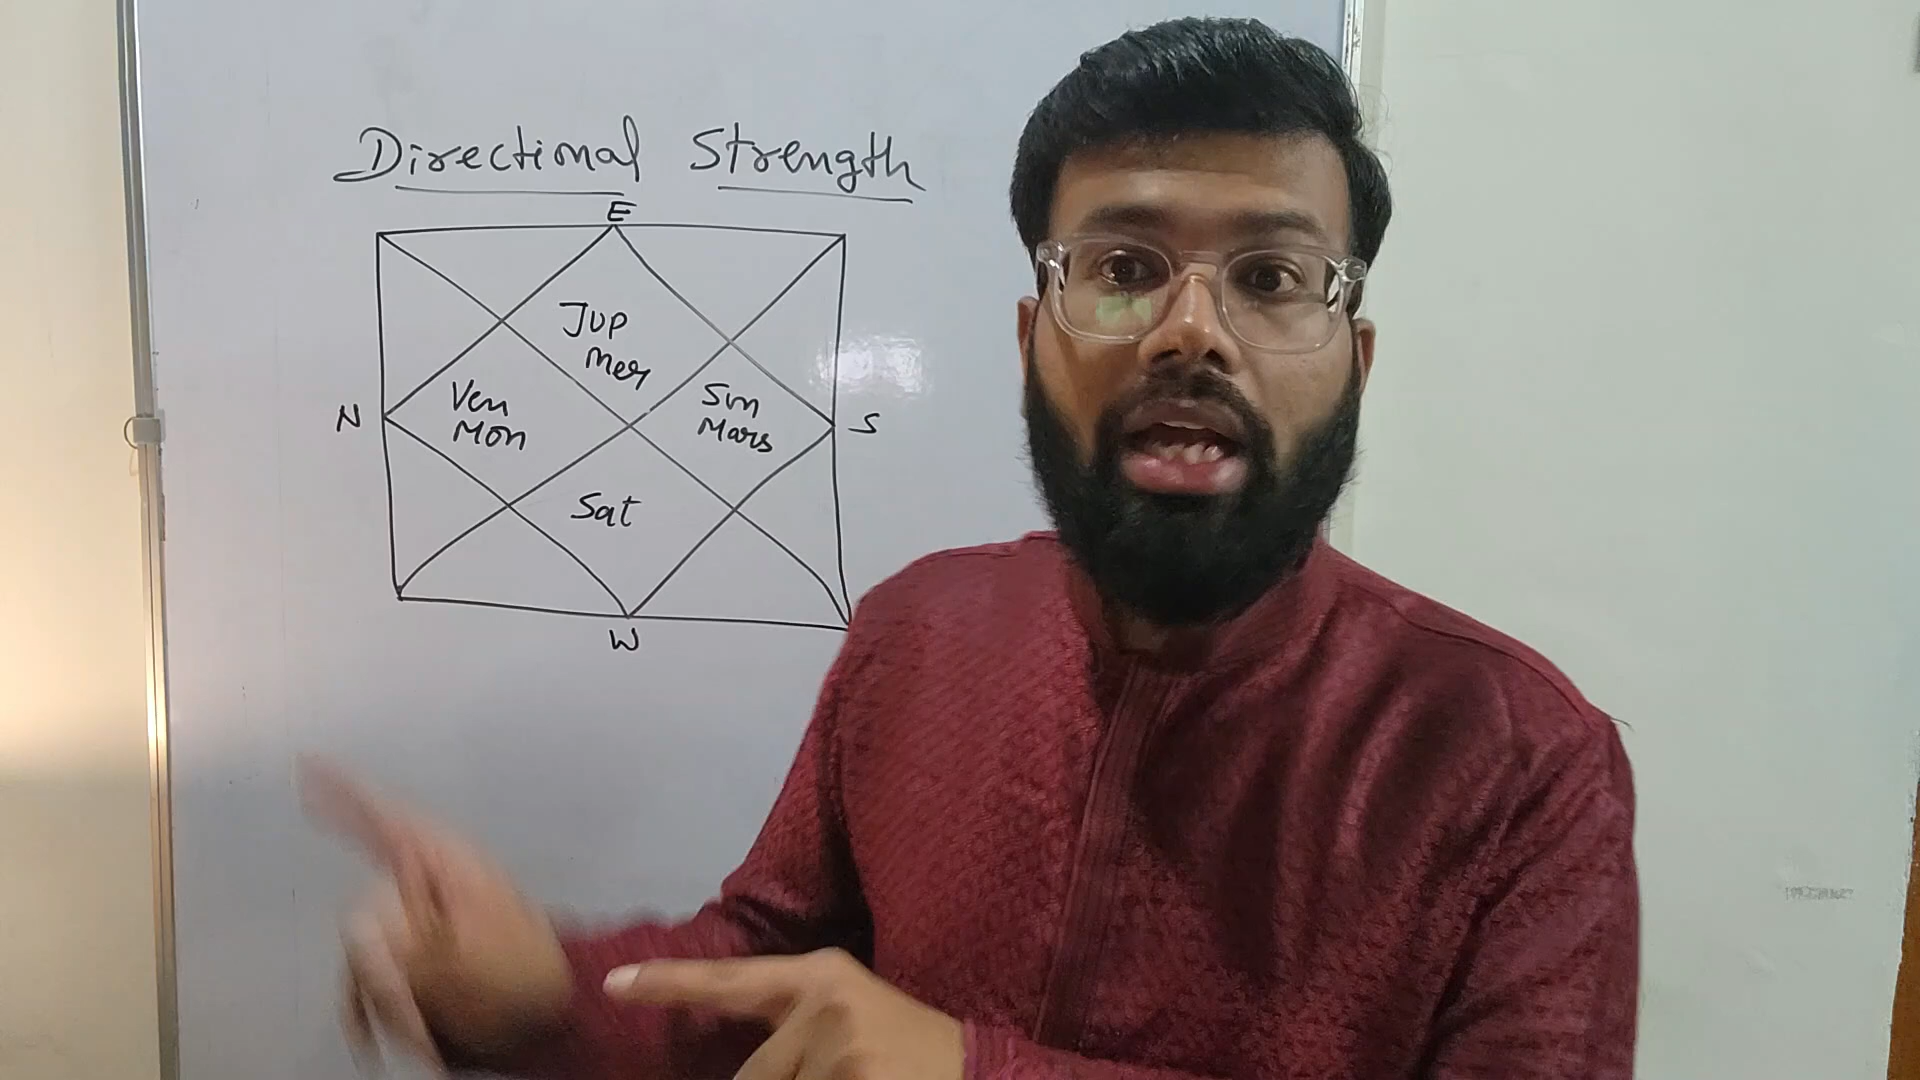 Directional Strength
E
Jup
Mer
Ven
Mon
Sun
Mars
N
S
Sat
W